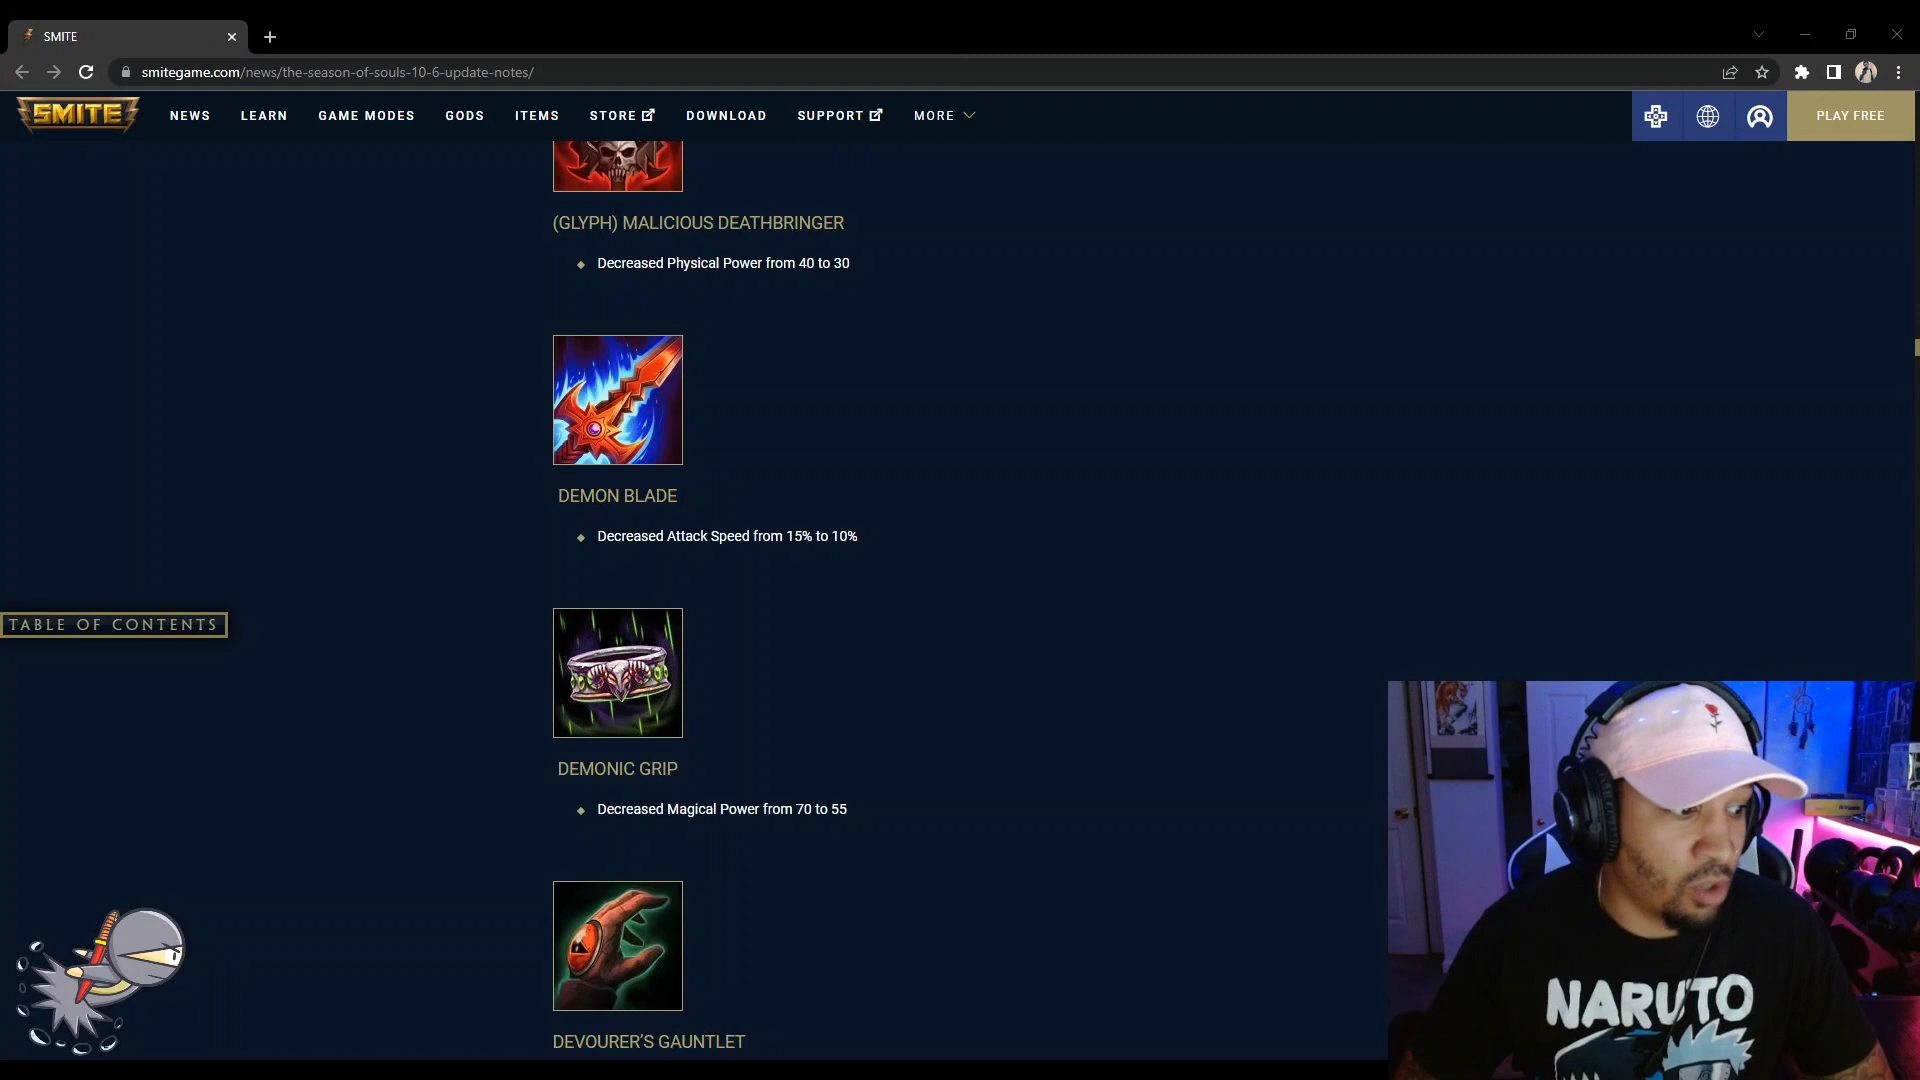 SMITE
smitegame.com/news/the-season-of-souls-10-6-update-notes/
SMITE
NEWS
LEARN
GAME MODES
GODS
ITEMS
STORE
DOWNLOAD
SUPPORT
MORE
PLAY FREE
(GLYPH) MALICIOUS DEATHBRINGER
Decreased Physical Power from 40 to 30
DEMON BLADE
Decreased Attack Speed from 15% to 10%
TABLE OF CONTENTS
DEMONIC GRIP
Decreased Magical Power from 70 to 55
DEVOURER'S GAUNTLET
NARUTO